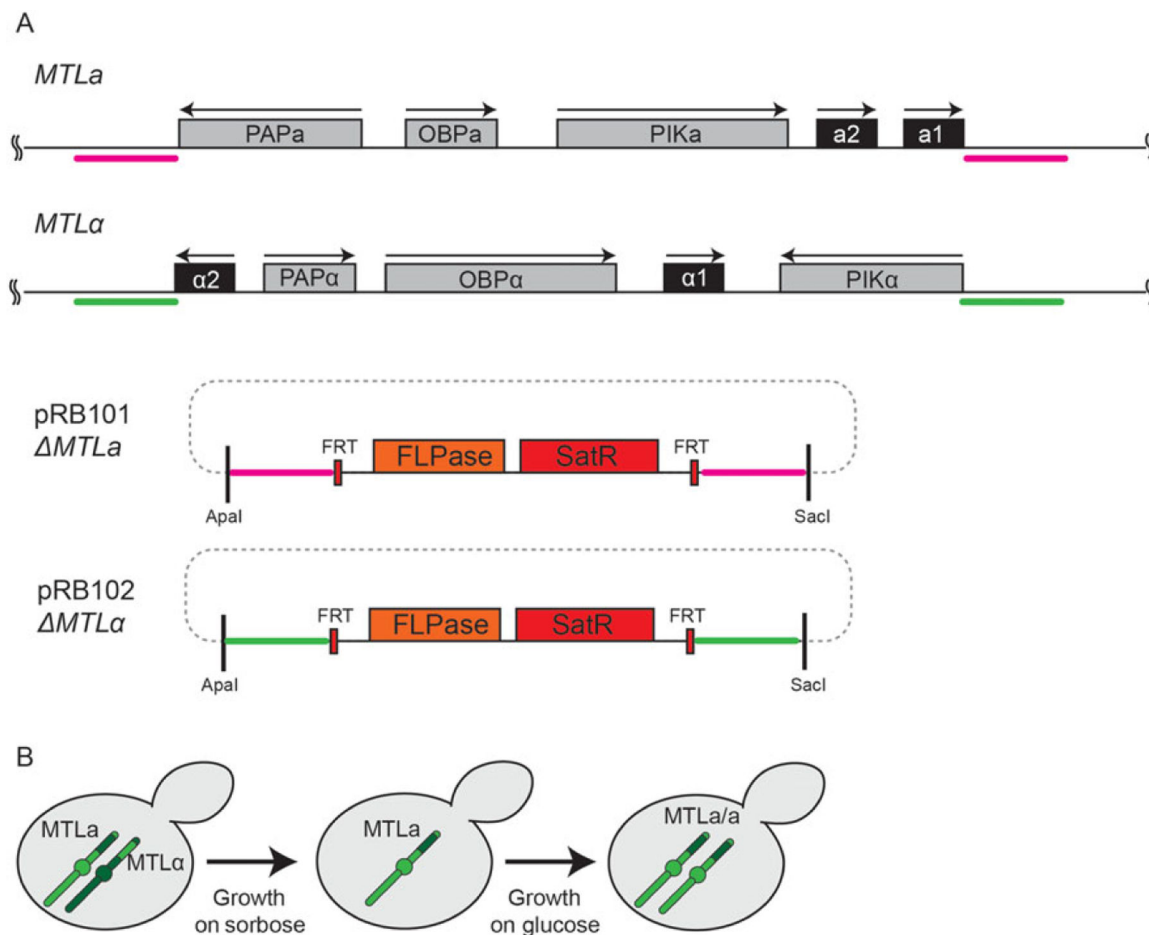 A
MTLa
PAPa OBPa PIKa a2 a1
MTLα
α2 PAPα OBPα α1 PIKα
pRB101
ΔMTLa
FRT FLPase SatR FRT
ApaI SacI
pRB102
ΔMTLα
FRT FLPase SatR FRT
ApaI SacI
B
MTLa
MTLα
Growth
on sorbose
MTLa
Growth
on glucose
MTLa/a